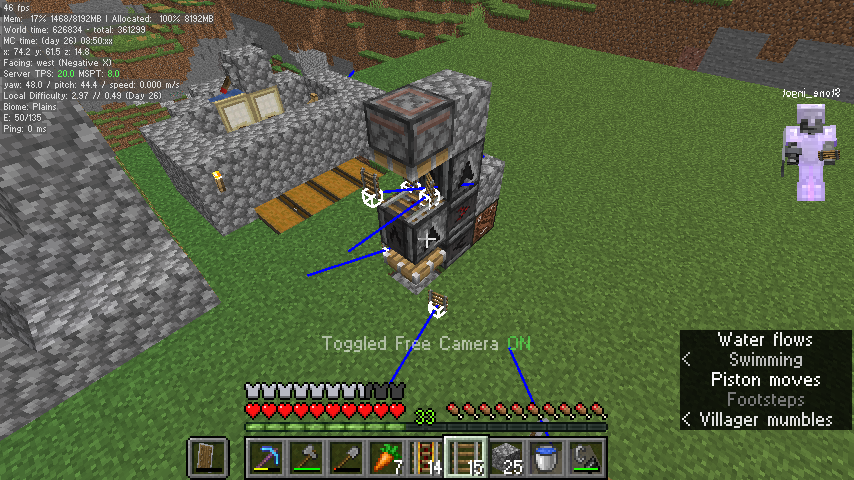 46 fps
Mem: 17% 1468/8192MB | Allocated: 100% 8192MB
World time: 626834 - total: 361299
MC time: (day 26) 08:50:xx
x: 74.2 y: 61.5 z: 14.8
Facing: west (Negative X)
Server TPS: 20.0 MSPT: 8.0
yaw: 48.0 / pitch: 44.4 / speed: 0.000 m/s
Local Difficulty: 2.97 // 0.49 (Day 26)
Biome: Plains
E: 50/135
Ping: 0 ms
Toggled Free Camera ON
Water flows
< Swimming
Piston moves
Footsteps
< Villager mumbles
33
7
14
15
25